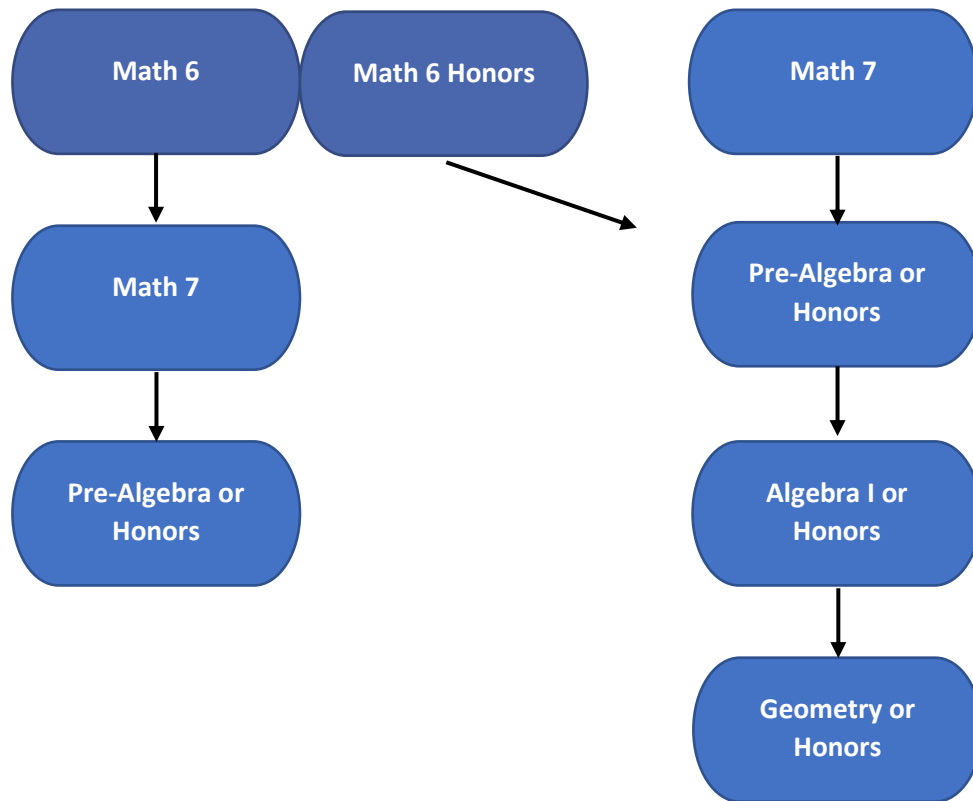 Math 6
Math 6 Honors
Math 7
Math 7
Pre-Algebra or
Honors
Pre-Algebra or
Honors
Algebra I or
Honors
Geometry or
Honors